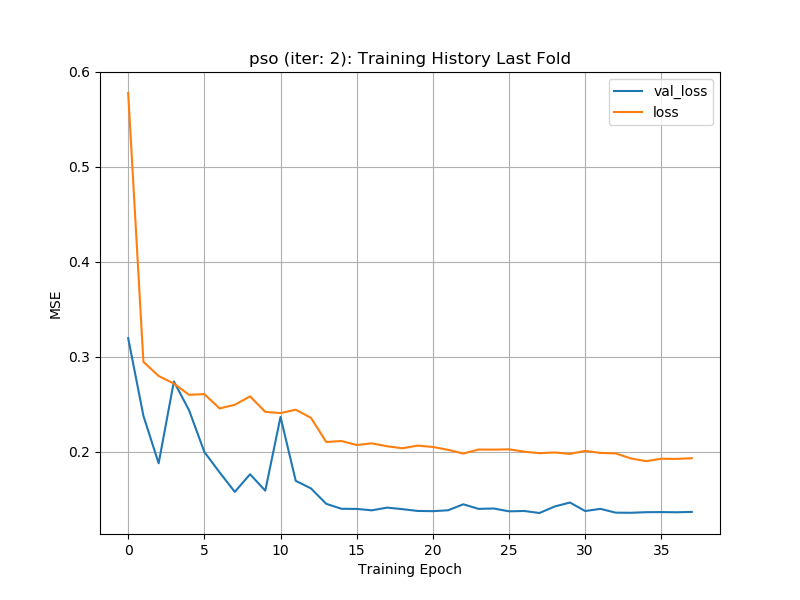 pso (iter: 2): Training History Last Fold
val_loss
loss
MSE
0.6
0.5
0.4
0.3
0.2
0 5 10 15 20 25 30 35
Training Epoch